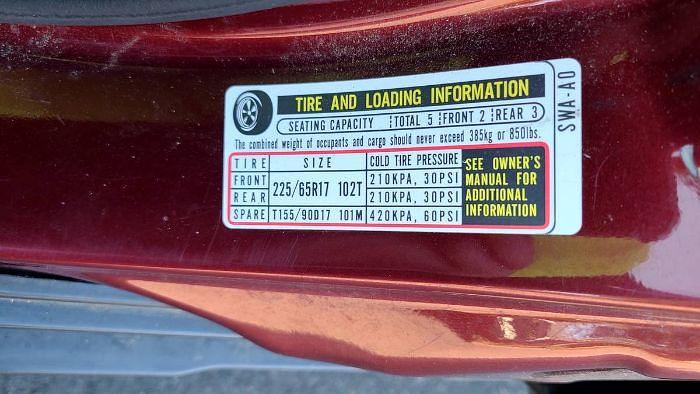 TIRE AND LOADING INFORMATION
SEATING CAPACITY TOTAL 5 FRONT 2 REAR 3
The combined weight of occupants and cargo should never exceed 385kg or 850lbs.
TIRE SIZE COLD TIRE PRESSURE
FRONT 225/65R17 102T 210KPA, 30PSI
REAR 210KPA, 30PSI
SPARE T155/90D17 101M 420KPA, 60PSI
SEE OWNER'S
MANUAL FOR
ADDITIONAL
INFORMATION
SWA-A0